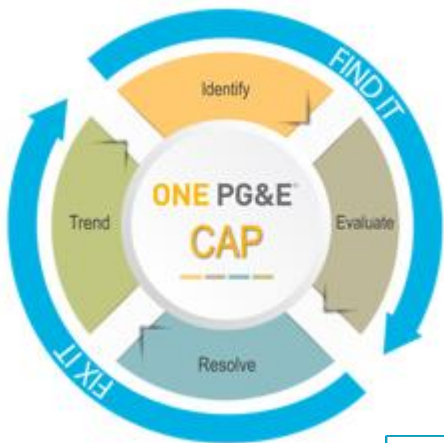 FIND IT
Identify
ONE PG&E®
CAP
Trend
Evaluate
Resolve
FIX IT